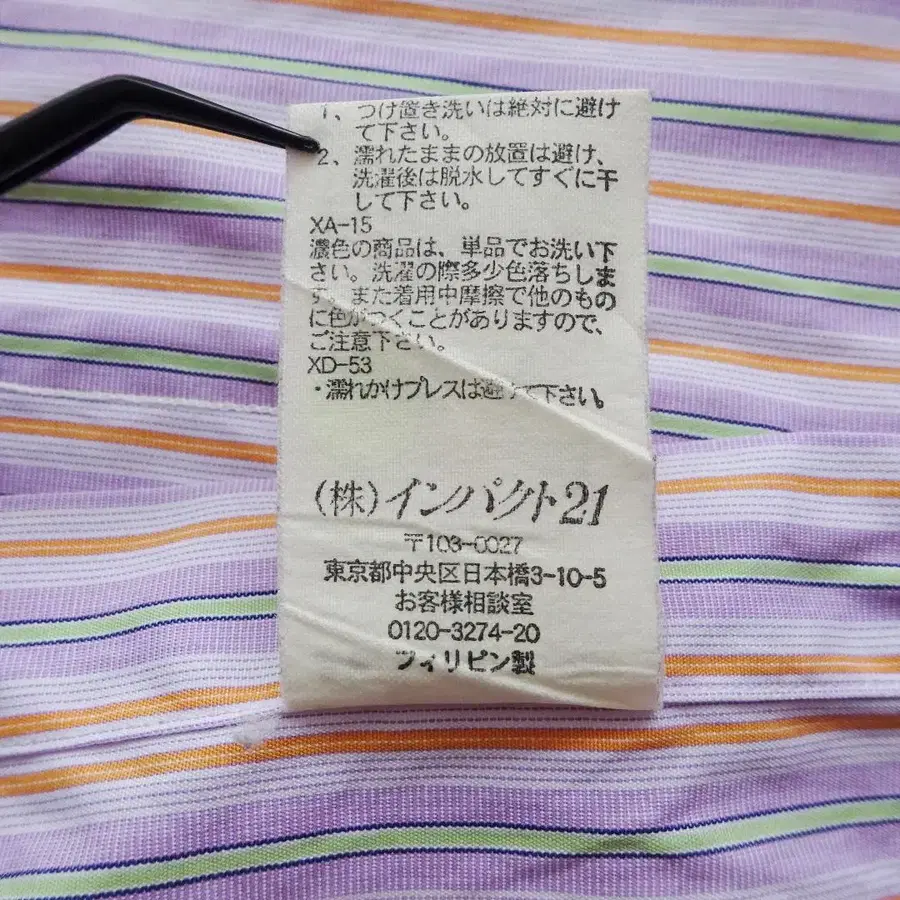 1、つけ置き洗いは絶対に避け
て下さい。
2、濡れたままの放置は避け、
洗濯後は脱水してすぐに干
して下さい。
XA-15
濃色の商品は、単品でお洗い下
さい。洗濯の際多少色落ちしま
す。また着用中摩擦で他のもの
に色がつくことがありますので、
ご注意下さい。
XD-53
・濡れかけプレスは避けて下さい。
(株)インパクト21
〒103-0027
東京都中央区日本橋3-10-5
お客様相談室
0120-3274-20
フィリピン製